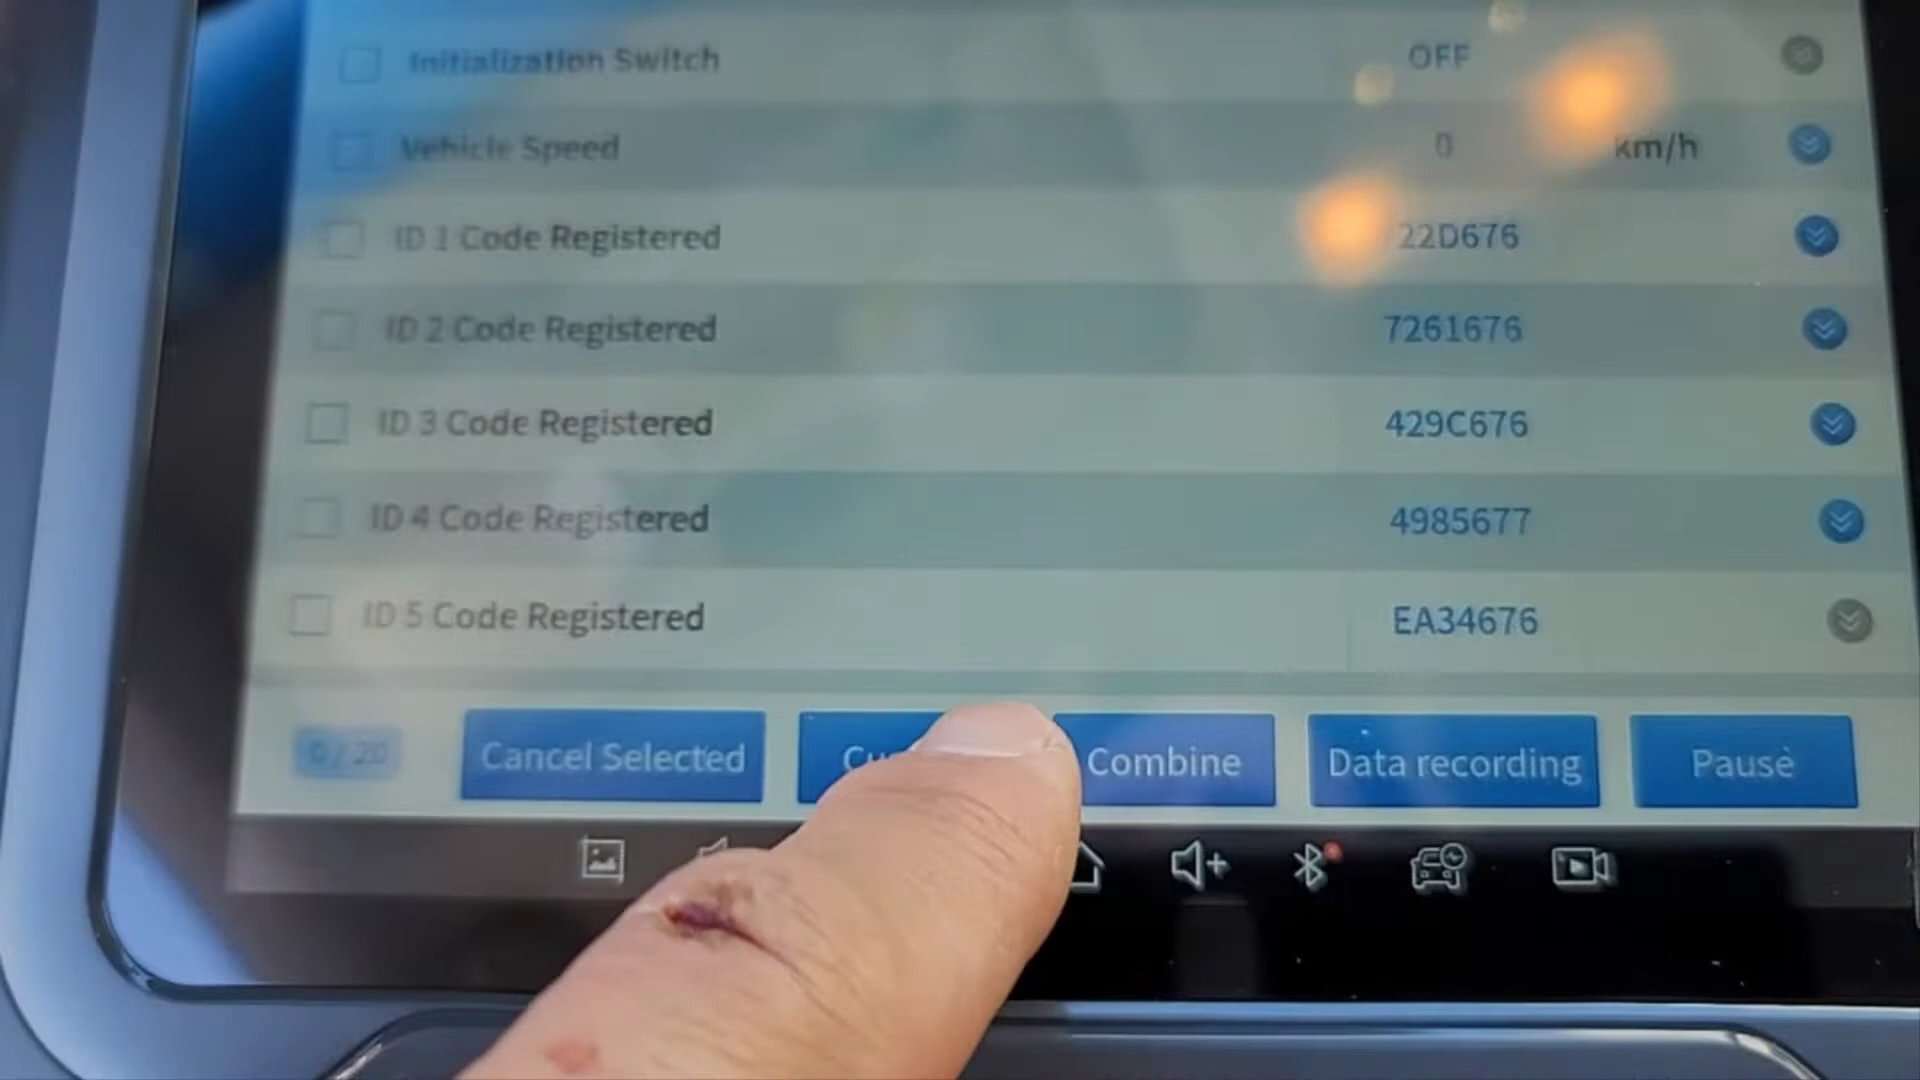 Initialization Switch OFF
Vehicle Speed 0 km/h
ID 1 Code Registered 22D676
ID 2 Code Registered 7261676
ID 3 Code Registered 429C676
ID 4 Code Registered 4985677
ID 5 Code Registered EA34676
0 / 20 Cancel Selected Combine Data recording Pause